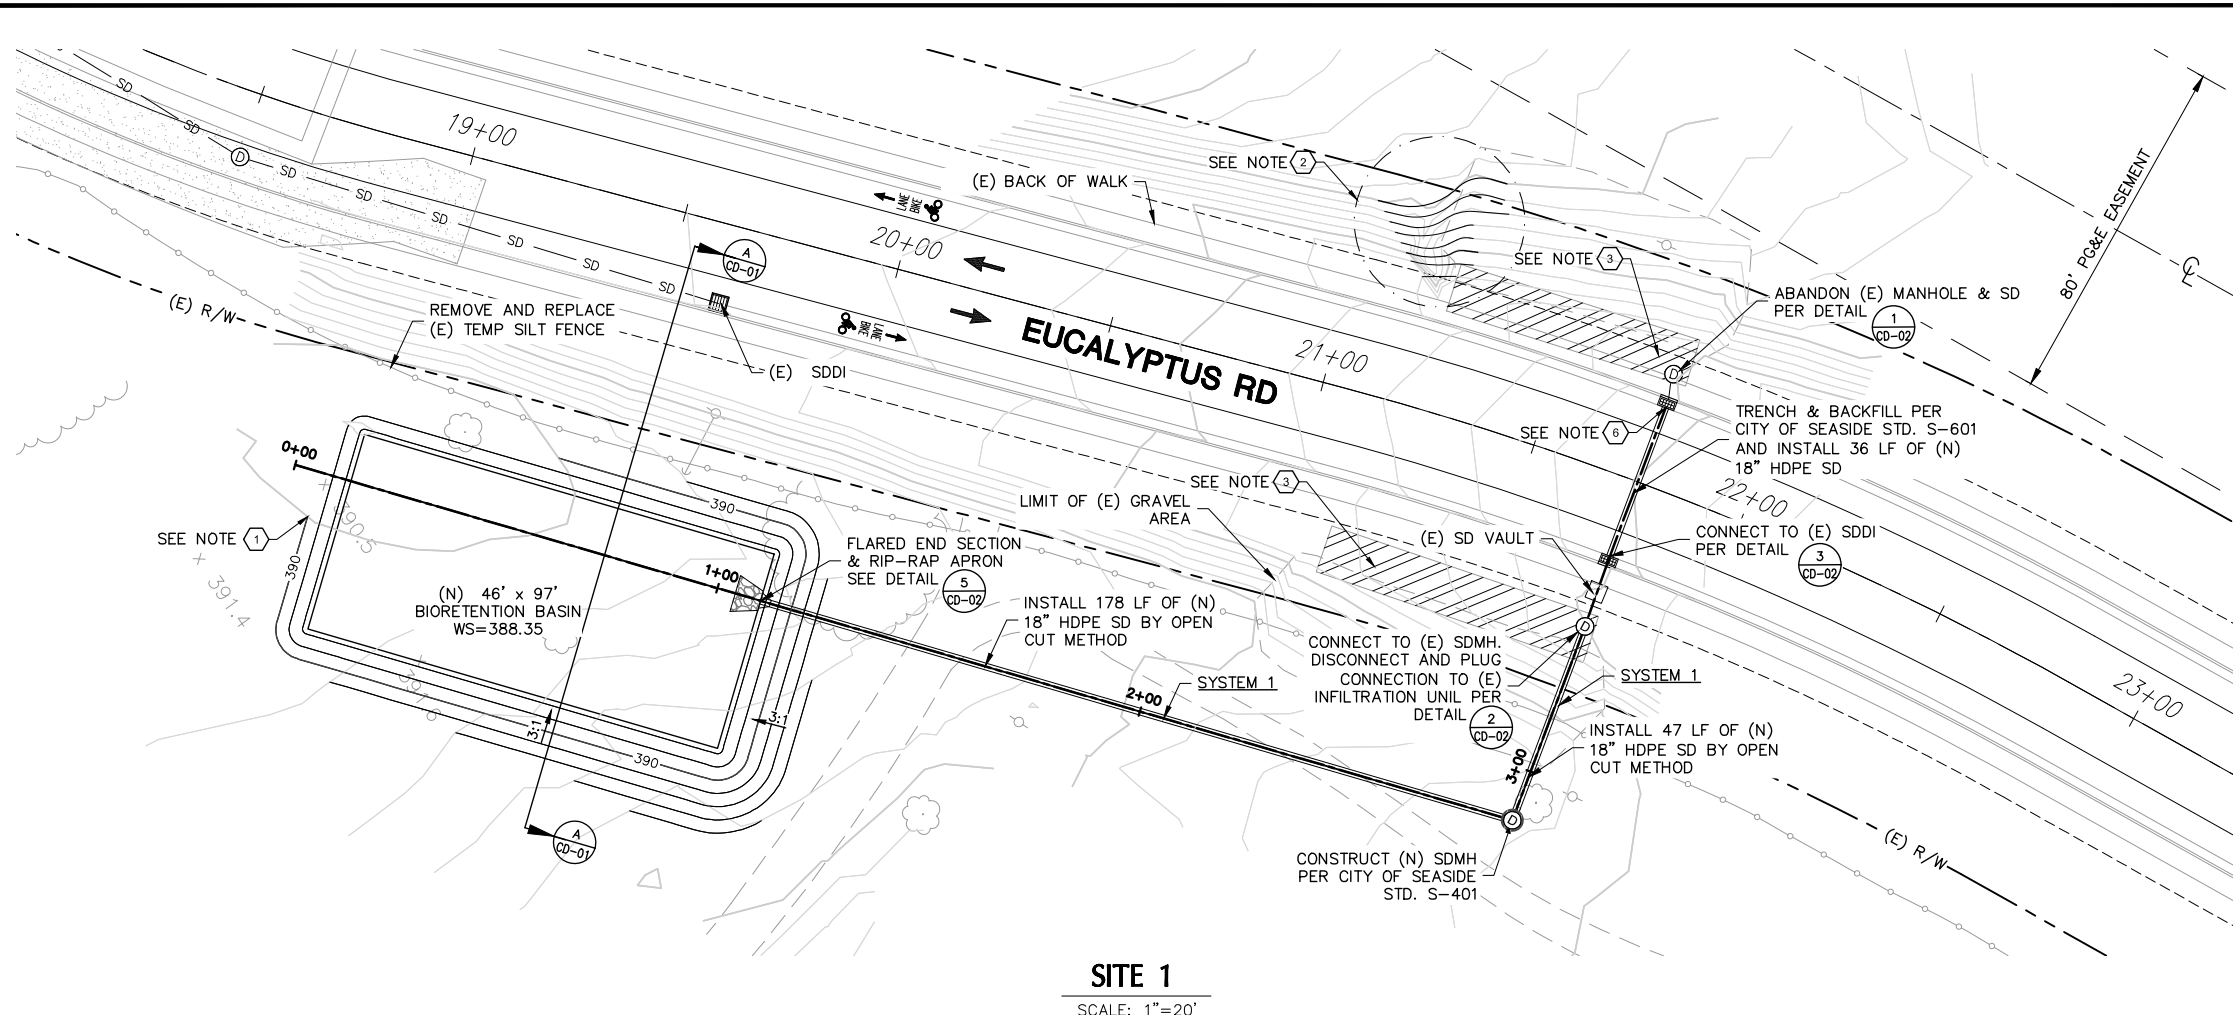 SD
SD
D
SD
SD
SD
SD
SD
SD
19+00
20+00
21+00
22+00
23+00
EUCALYPTUS RD
LANE
BIKE
BIKE
LANE
(E) BACK OF WALK
SEE NOTE 2
SEE NOTE 3
80' PG&E EASEMENT
CL
ABANDON (E) MANHOLE & SD
PER DETAIL
1
CD-02
D
(E) R/W
REMOVE AND REPLACE
(E) TEMP SILT FENCE
A
CD-01
(E) SDDI
TRENCH & BACKFILL PER
CITY OF SEASIDE STD. S-601
AND INSTALL 36 LF OF (N)
18" HDPE SD
SEE NOTE 6
SEE NOTE 3
LIMIT OF (E) GRAVEL
AREA
(E) SD VAULT
CONNECT TO (E) SDDI
PER DETAIL
3
CD-02
0+00
SEE NOTE 1
390
390.5
391.4
390
1+00
FLARED END SECTION
& RIP-RAP APRON
SEE DETAIL
5
CD-02
(N) 46' x 97'
BIORETENTION BASIN
WS=388.35
INSTALL 178 LF OF (N)
18" HDPE SD BY OPEN
CUT METHOD
D
CONNECT TO (E) SDMH.
DISCONNECT AND PLUG
CONNECTION TO (E)
INFILTRATION UNIL PER
DETAIL
2
CD-02
SYSTEM 1
2+00
SYSTEM 1
3:1
3:1
390
INSTALL 47 LF OF (N)
18" HDPE SD BY OPEN
CUT METHOD
3+00
D
A
CD-01
CONSTRUCT (N) SDMH
PER CITY OF SEASIDE
STD. S-401
(E) R/W
SITE 1
SCALE: 1"=20'